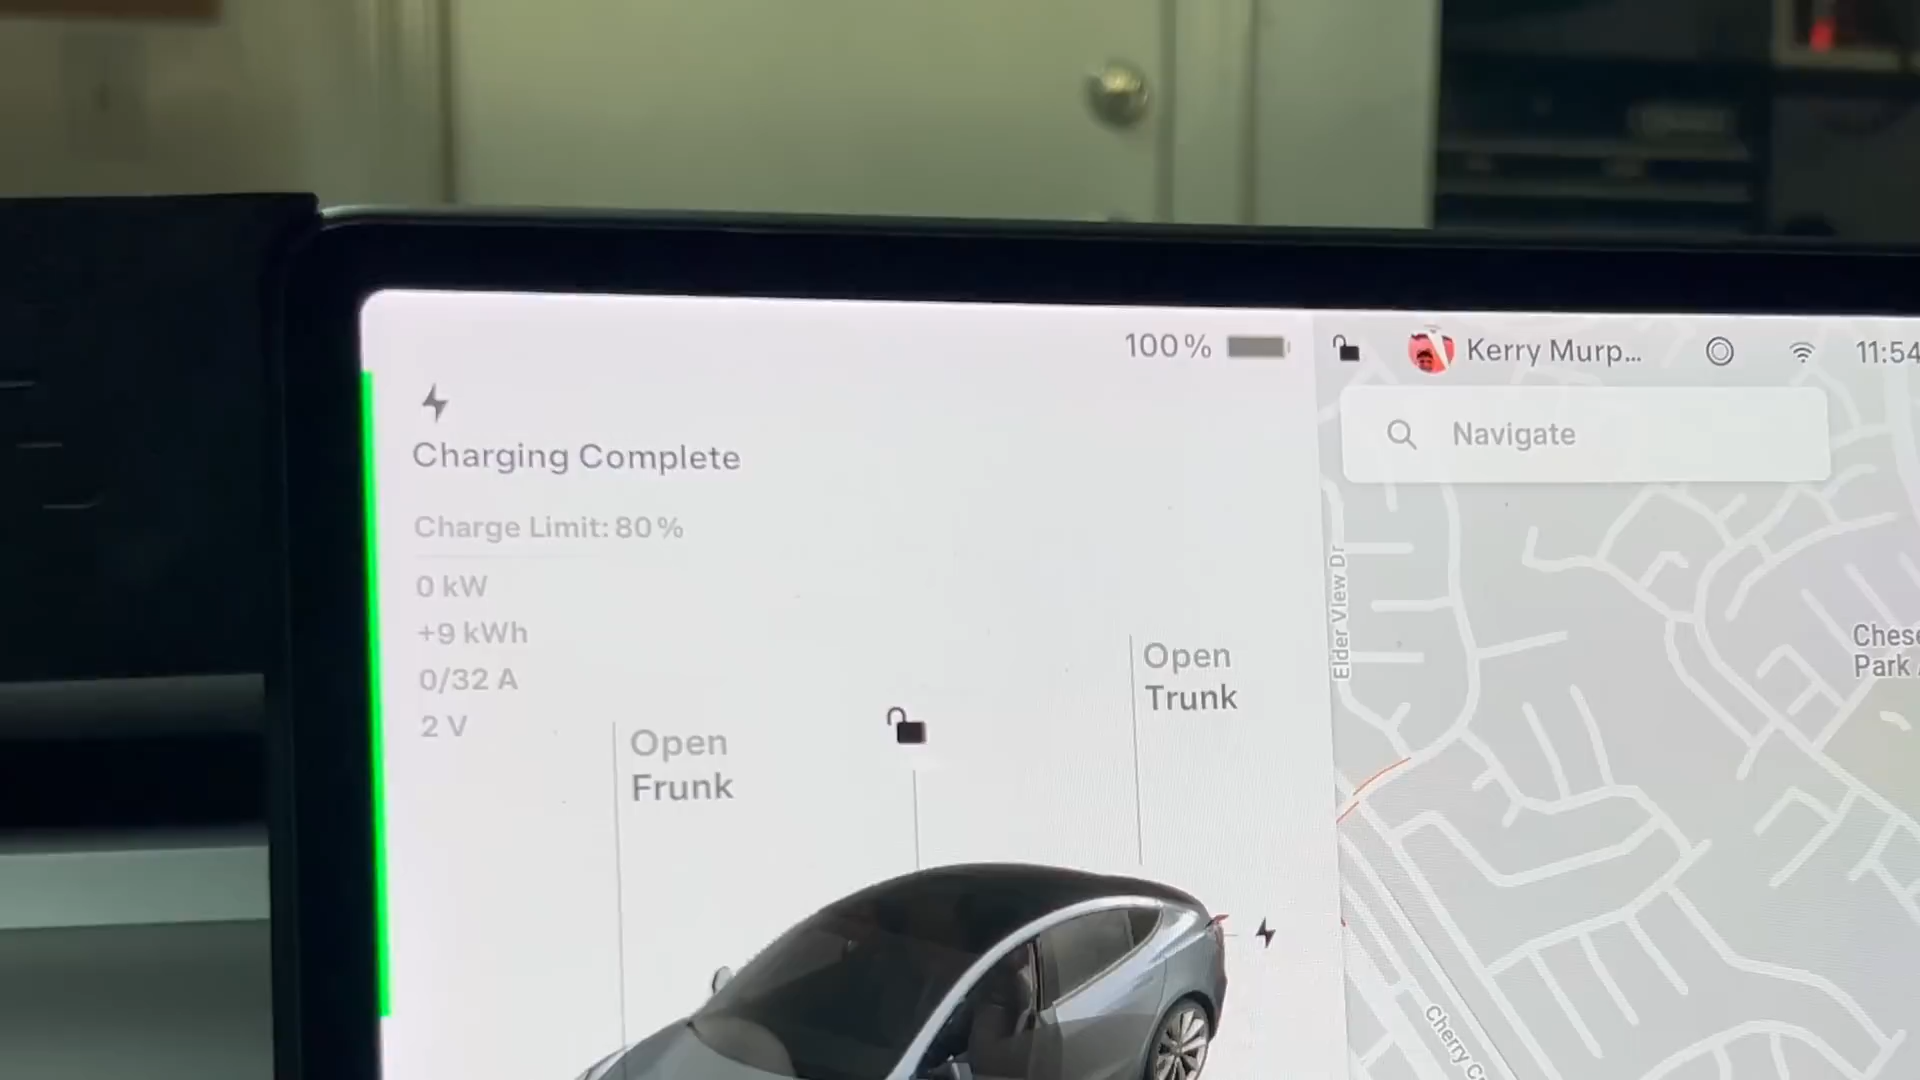 100%
Kerry Murp...
11:54
Charging Complete
Navigate
Charge Limit: 80%
0 kW
+9 kWh
0/32 A
2 V
Open
Trunk
Open
Frunk
Elder View Dr
Park
Cherry